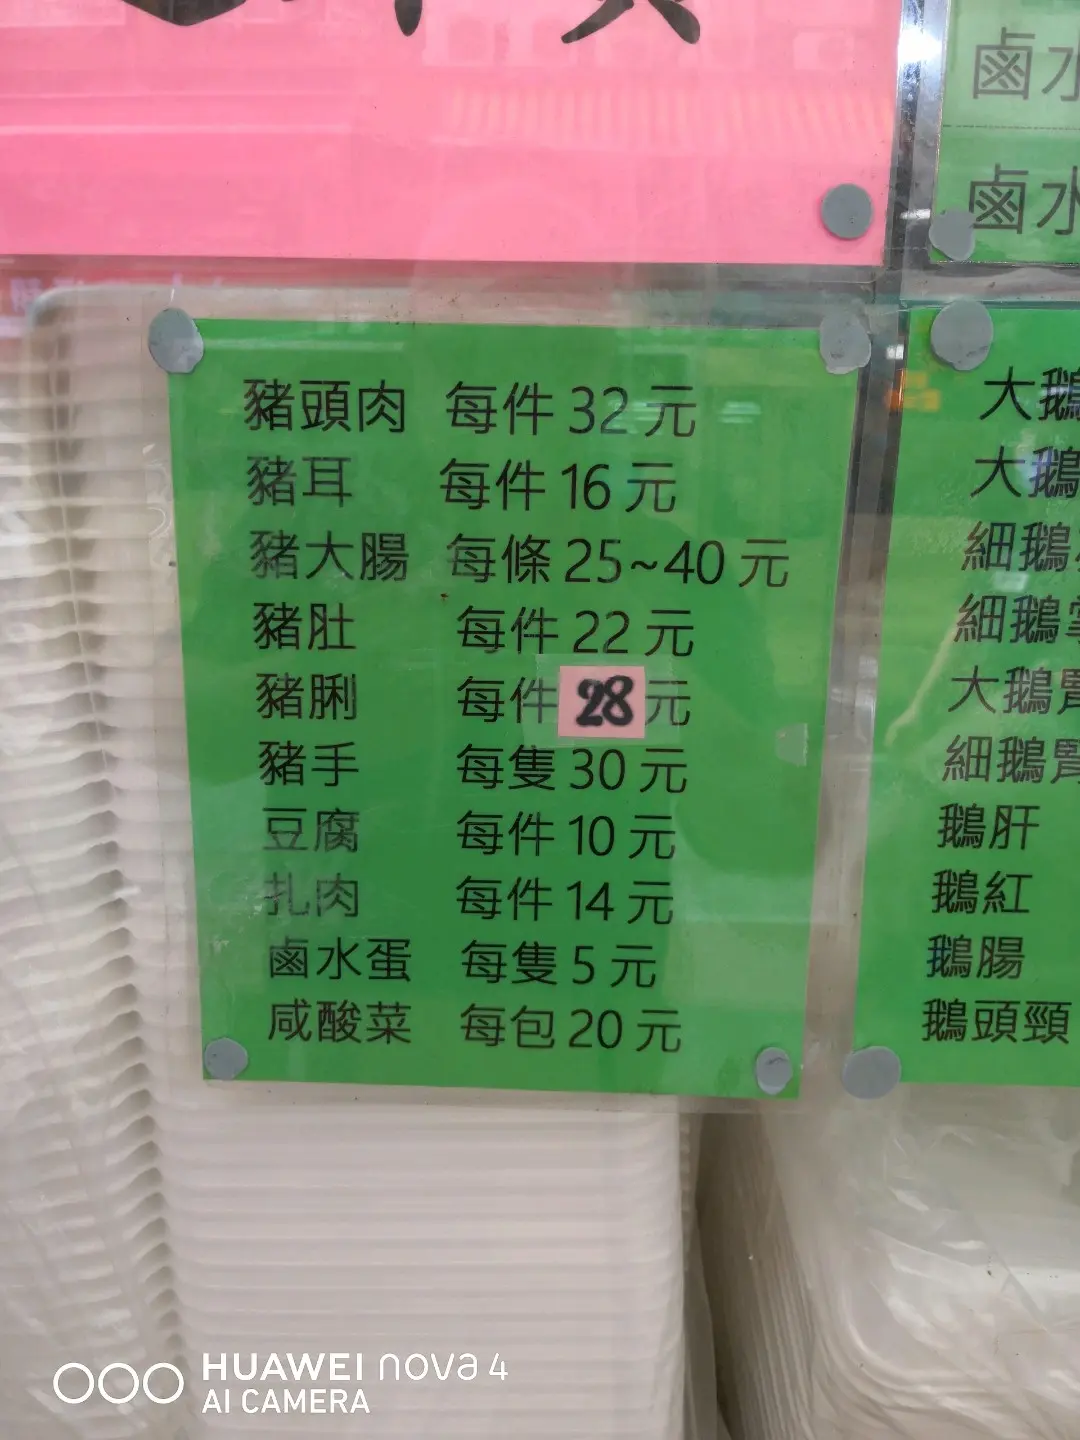 鹵水
鹵水
豬頭肉 每件 32 元
豬耳 每件 16 元
豬大腸 每條 25~40 元
豬肚 每件 22 元
豬脷 每件 28 元
豬手 每隻 30 元
豆腐 每件 10 元
扎肉 每件 14 元
鹵水蛋 每隻 5 元
咸酸菜 每包 20 元
大鵝
大鵝
細鵝
細鵝
大鵝胃
細鵝胃
鵝肝
鵝紅
鵝腸
鵝頭頸
HUAWEI nova 4
AI CAMERA